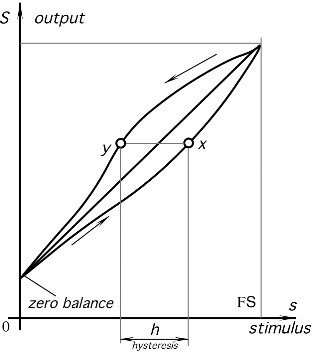 S output
y
x
zero balance
FS
s
0
stimulus
h
hysteresis